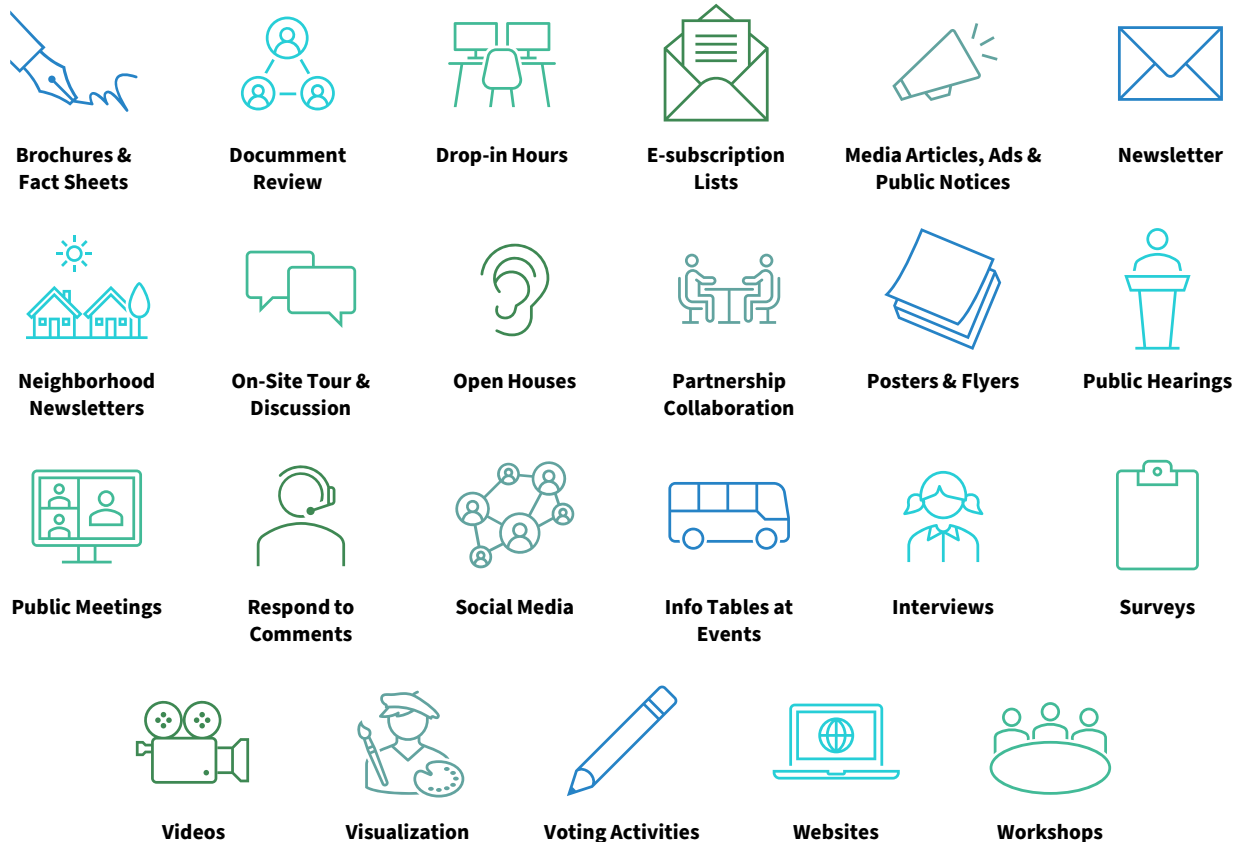 Brochures &
Fact Sheets
Documment
Review
Drop-in Hours
E-subscription
Lists
Media Articles, Ads &
Public Notices
Newsletter
Neighborhood
Newsletters
On-Site Tour &
Discussion
Open Houses
Partnership
Collaboration
Posters & Flyers
Public Hearings
Public Meetings
Respond to
Comments
Social Media
Info Tables at
Events
Interviews
Surveys
Videos
Visualization
Voting Activities
Websites
Workshops